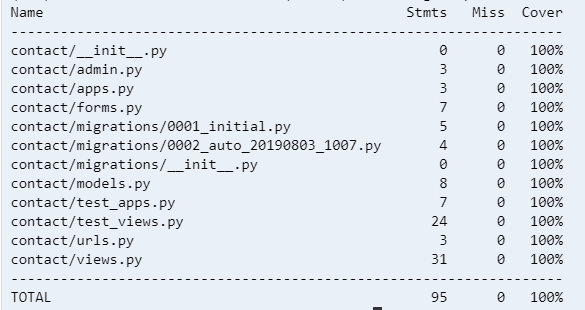 Name Stmts Miss Cover
----------------------------------------------------------------
contact/__init__.py 0 0 100%
contact/admin.py 3 0 100%
contact/apps.py 3 0 100%
contact/forms.py 7 0 100%
contact/migrations/0001_initial.py 5 0 100%
contact/migrations/0002_auto_20190803_1007.py 4 0 100%
contact/migrations/__init__.py 0 0 100%
contact/models.py 8 0 100%
contact/test_apps.py 7 0 100%
contact/test_views.py 24 0 100%
contact/urls.py 3 0 100%
contact/views.py 31 0 100%
----------------------------------------------------------------
TOTAL 95 0 100%